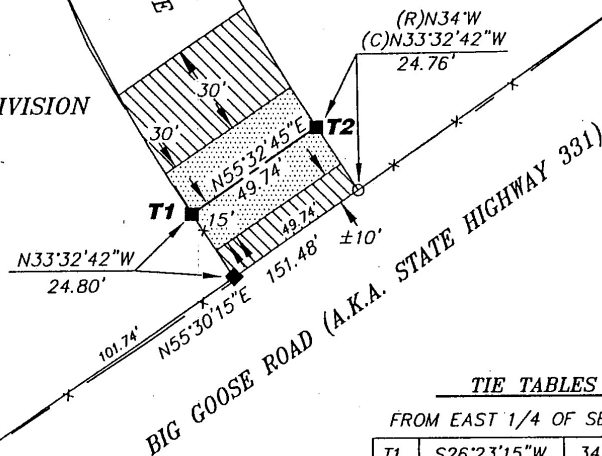 E
(R)N34°W
(C)N33°32'42"W
24.76'
IVISION
30'
30'
T2
N55°32'45"E
49.74'
T1
15'
49.74'
±10'
N33°32'42"W
24.80'
151.48'
N55°30'15"E
101.74'
BIG GOOSE ROAD (A.K.A. STATE HIGHWAY 331)
TIE TABLES
FROM EAST 1/4 OF SE
T1 S26°23'15"W 34